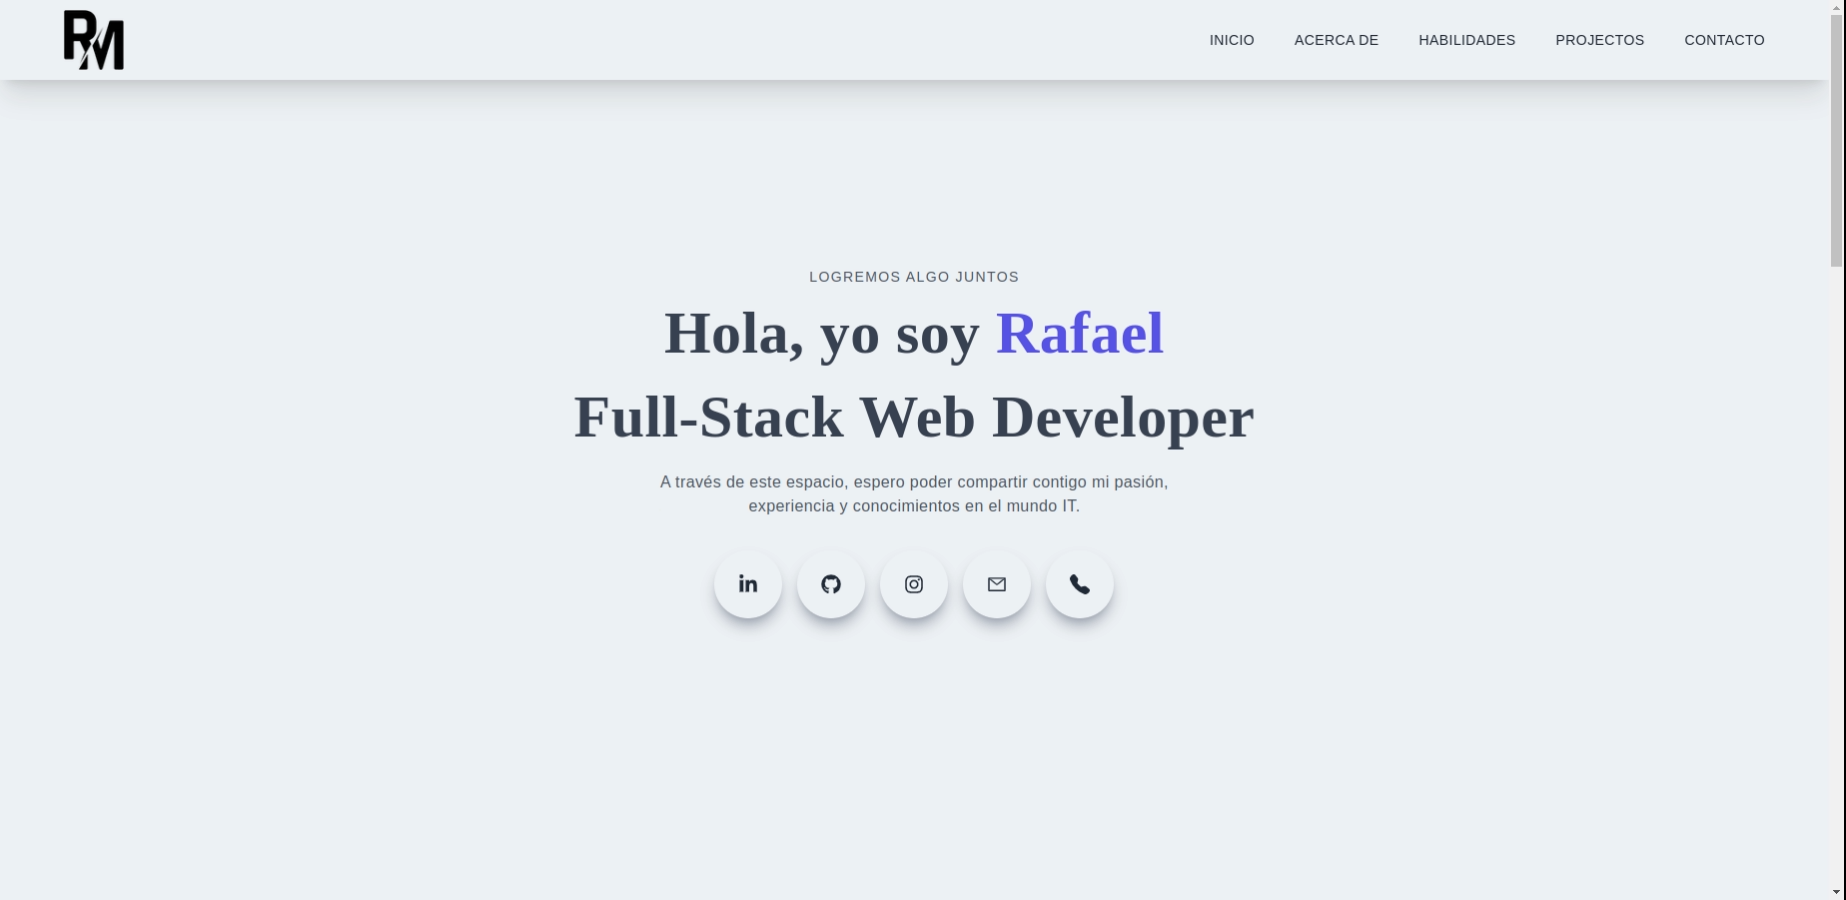 RM
INICIO ACERCA DE HABILIDADES PROJECTOS CONTACTO
LOGREMOS ALGO JUNTOS
Hola, yo soy Rafael
Full-Stack Web Developer
A través de este espacio, espero poder compartir contigo mi pasión,
experiencia y conocimientos en el mundo IT.
in